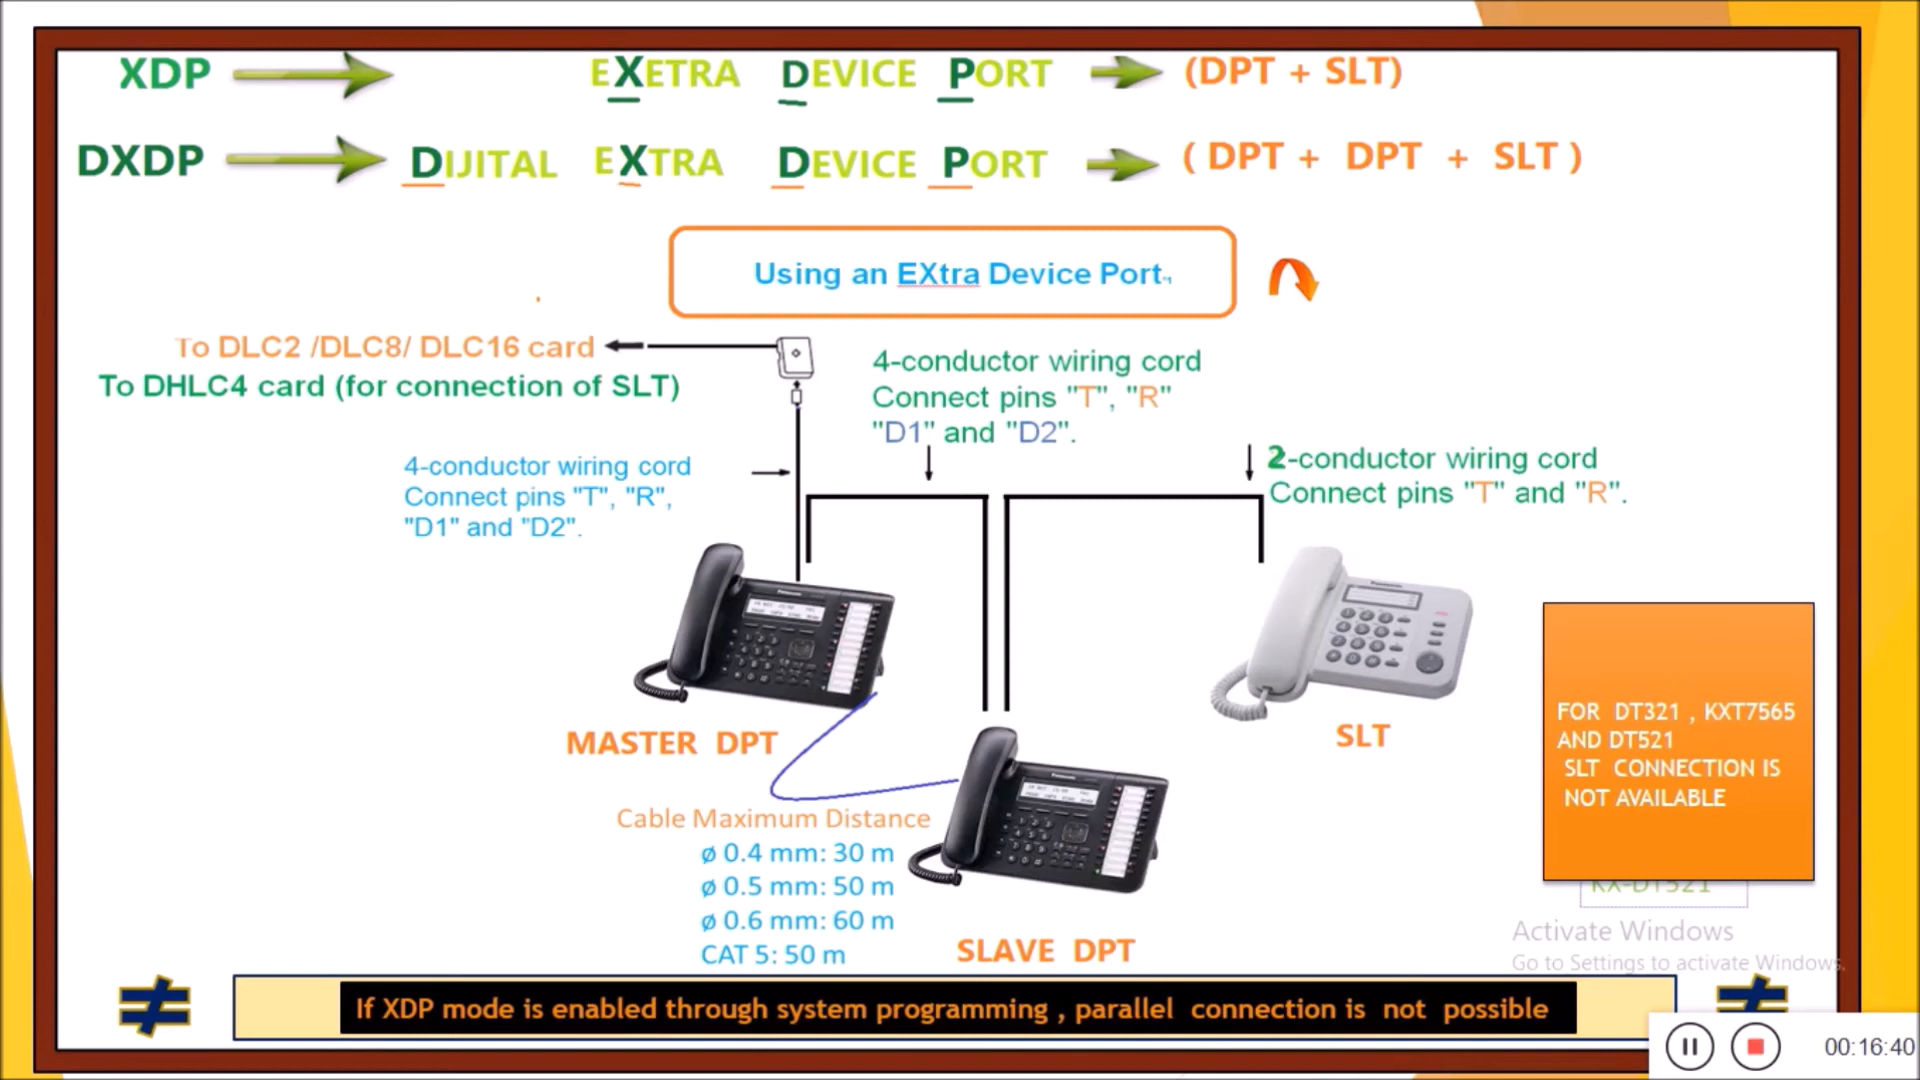 XDP EXETRA DEVICE PORT (DPT + SLT)
DXDP DIJITAL EXTRA DEVICE PORT ( DPT + DPT + SLT )
Using an EXtra Device Port
To DLC2 /DLC8/ DLC16 card
To DHLC4 card (for connection of SLT)
4-conductor wiring cord
Connect pins "T", "R"
"D1" and "D2".
4-conductor wiring cord
Connect pins "T", "R",
"D1" and "D2".
2-conductor wiring cord
Connect pins "T" and "R".
MASTER DPT
SLT
FOR DT321 , KXT7565
AND DT521
SLT CONNECTION IS
NOT AVAILABLE
KX-DT521
Cable Maximum Distance
ø 0.4 mm: 30 m
ø 0.5 mm: 50 m
ø 0.6 mm: 60 m
CAT 5: 50 m
SLAVE DPT
Activate Windows
Go to Settings to activate Windows.
≠ If XDP mode is enabled through system programming , parallel connection is not possible ≠
00:16:40